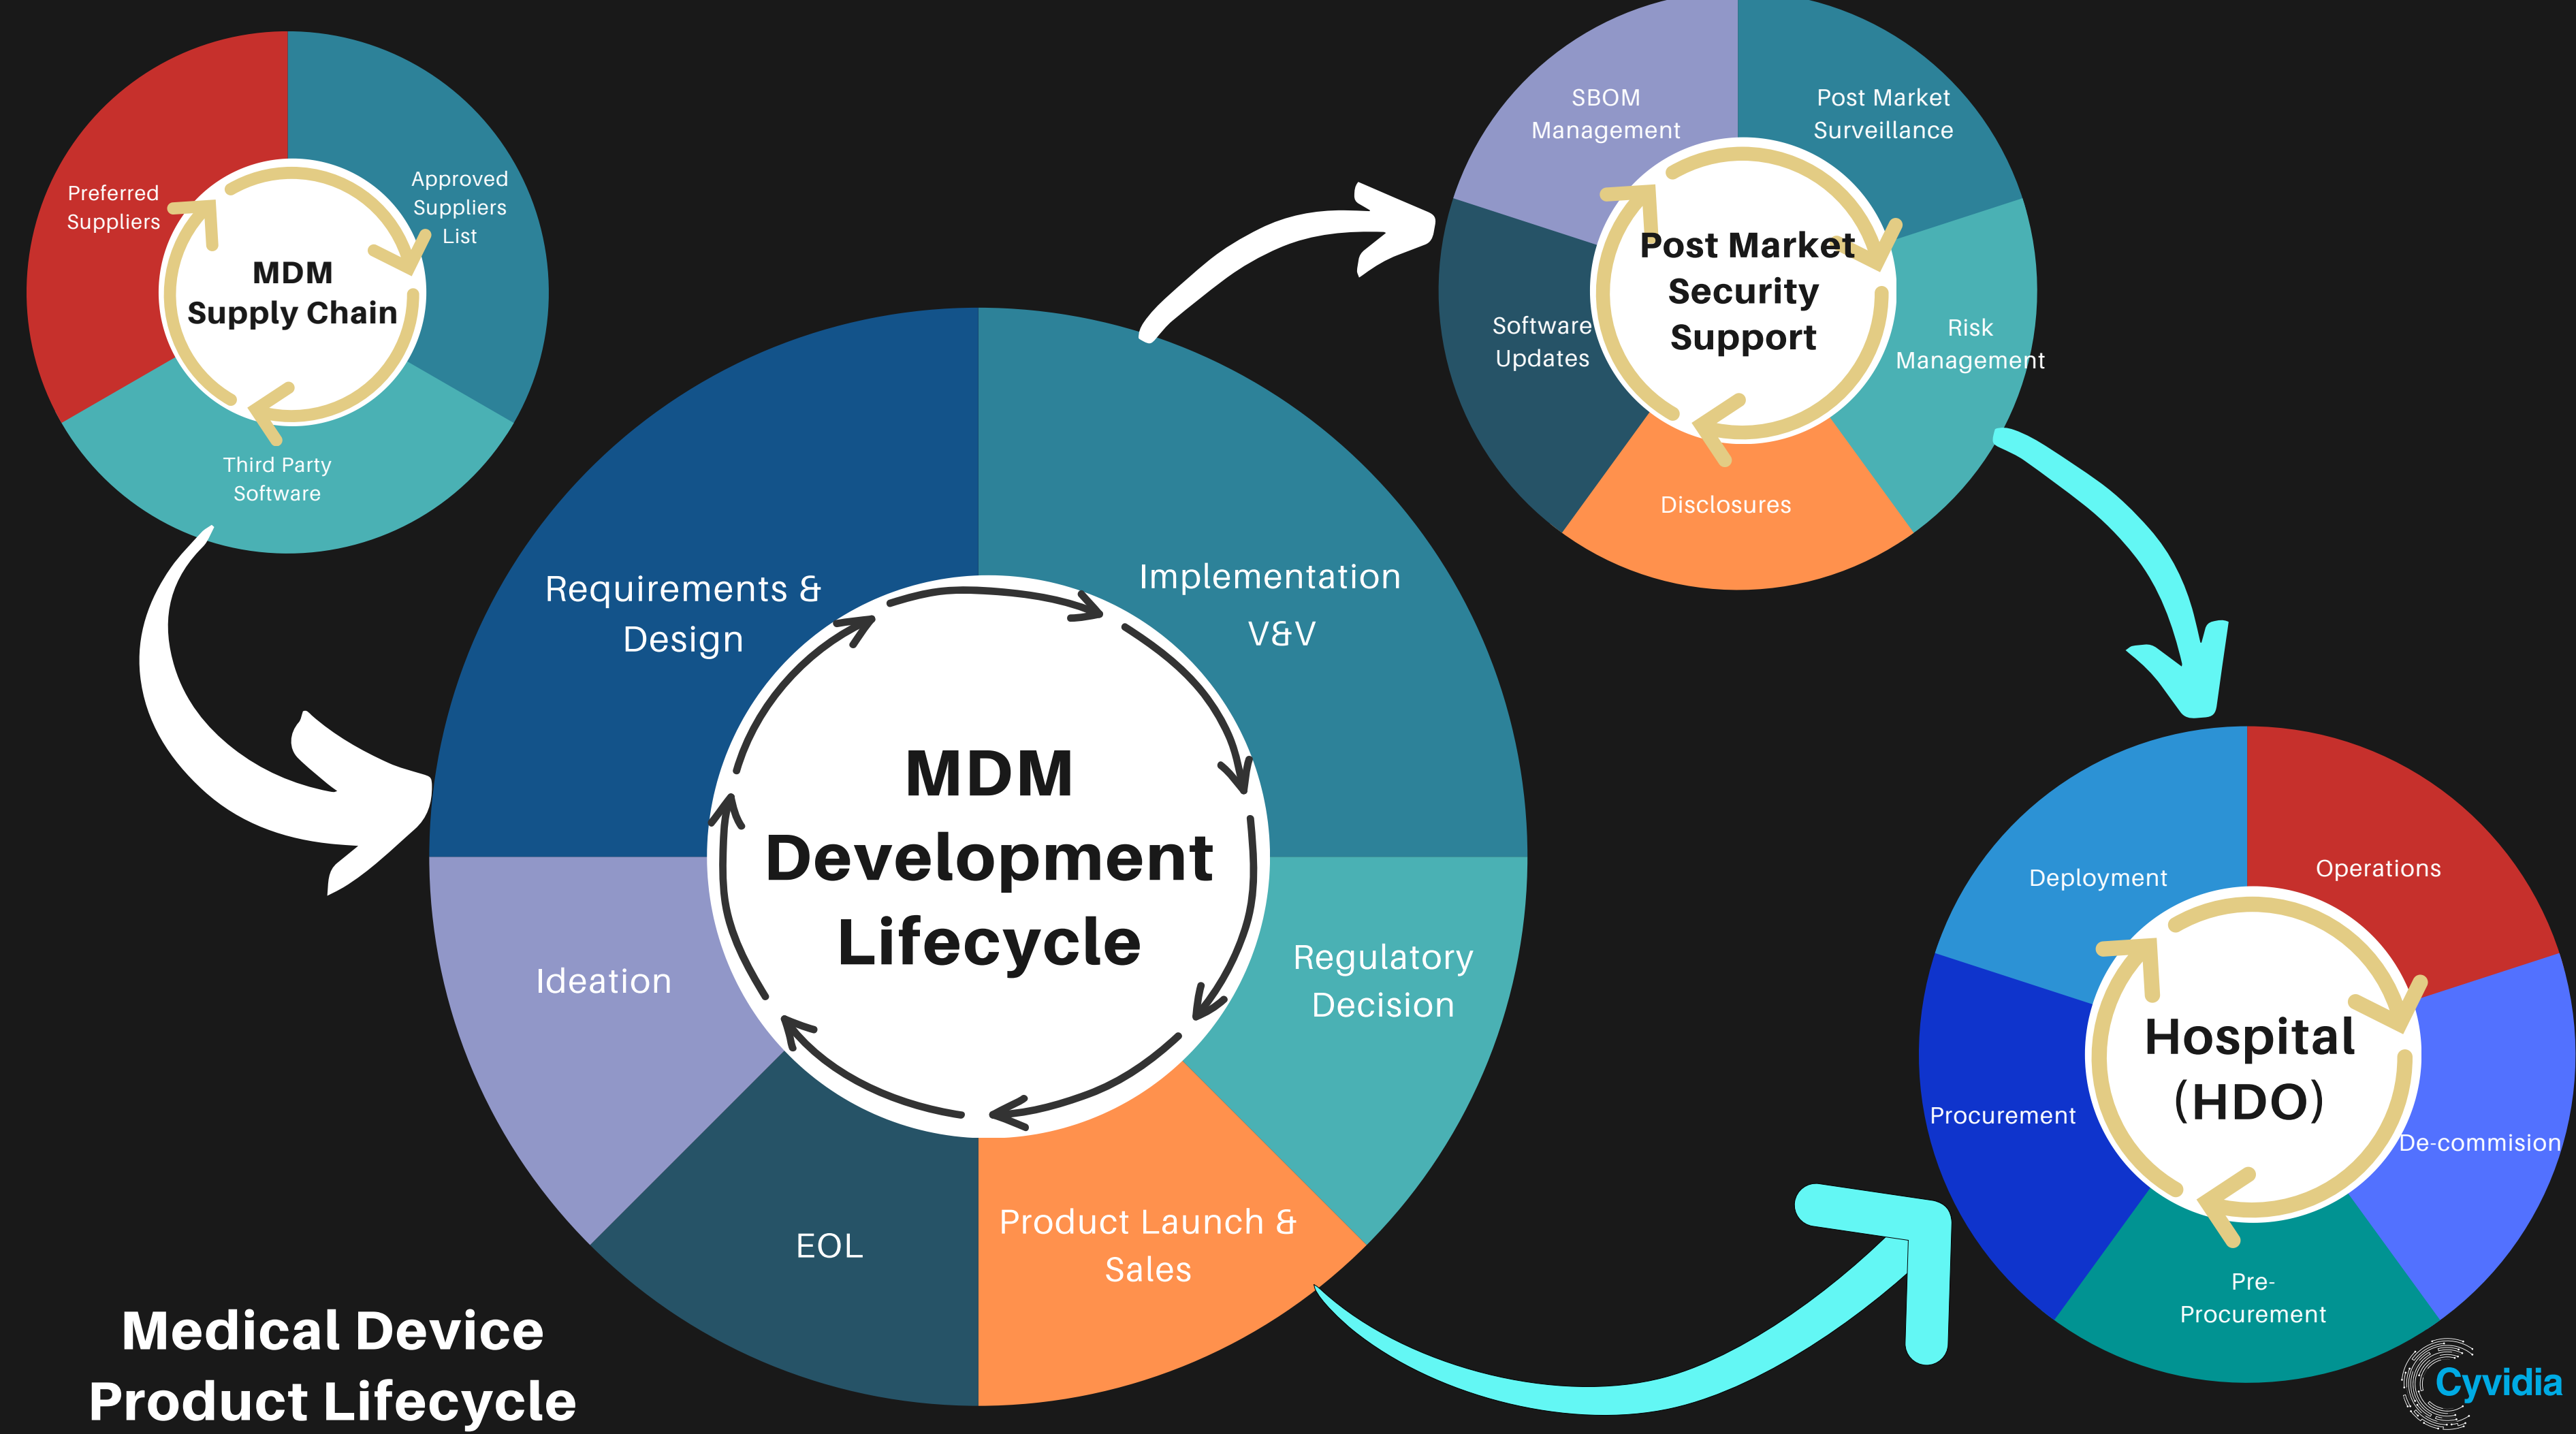 Preferred
Suppliers
Approved
Suppliers
List
MDM
Supply Chain
Third Party
Software
SBOM
Management
Post Market
Surveillance
Post Market
Security
Support
Software
Updates
Risk
Management
Disclosures
Requirements &
Design
Implementation
V&V
MDM
Development
Lifecycle
Ideation
Regulatory
Decision
EOL
Product Launch &
Sales
Deployment
Operations
Hospital
(HDO)
Procurement
De-commision
Pre-
Procurement
Medical Device
Product Lifecycle
Cyvidia